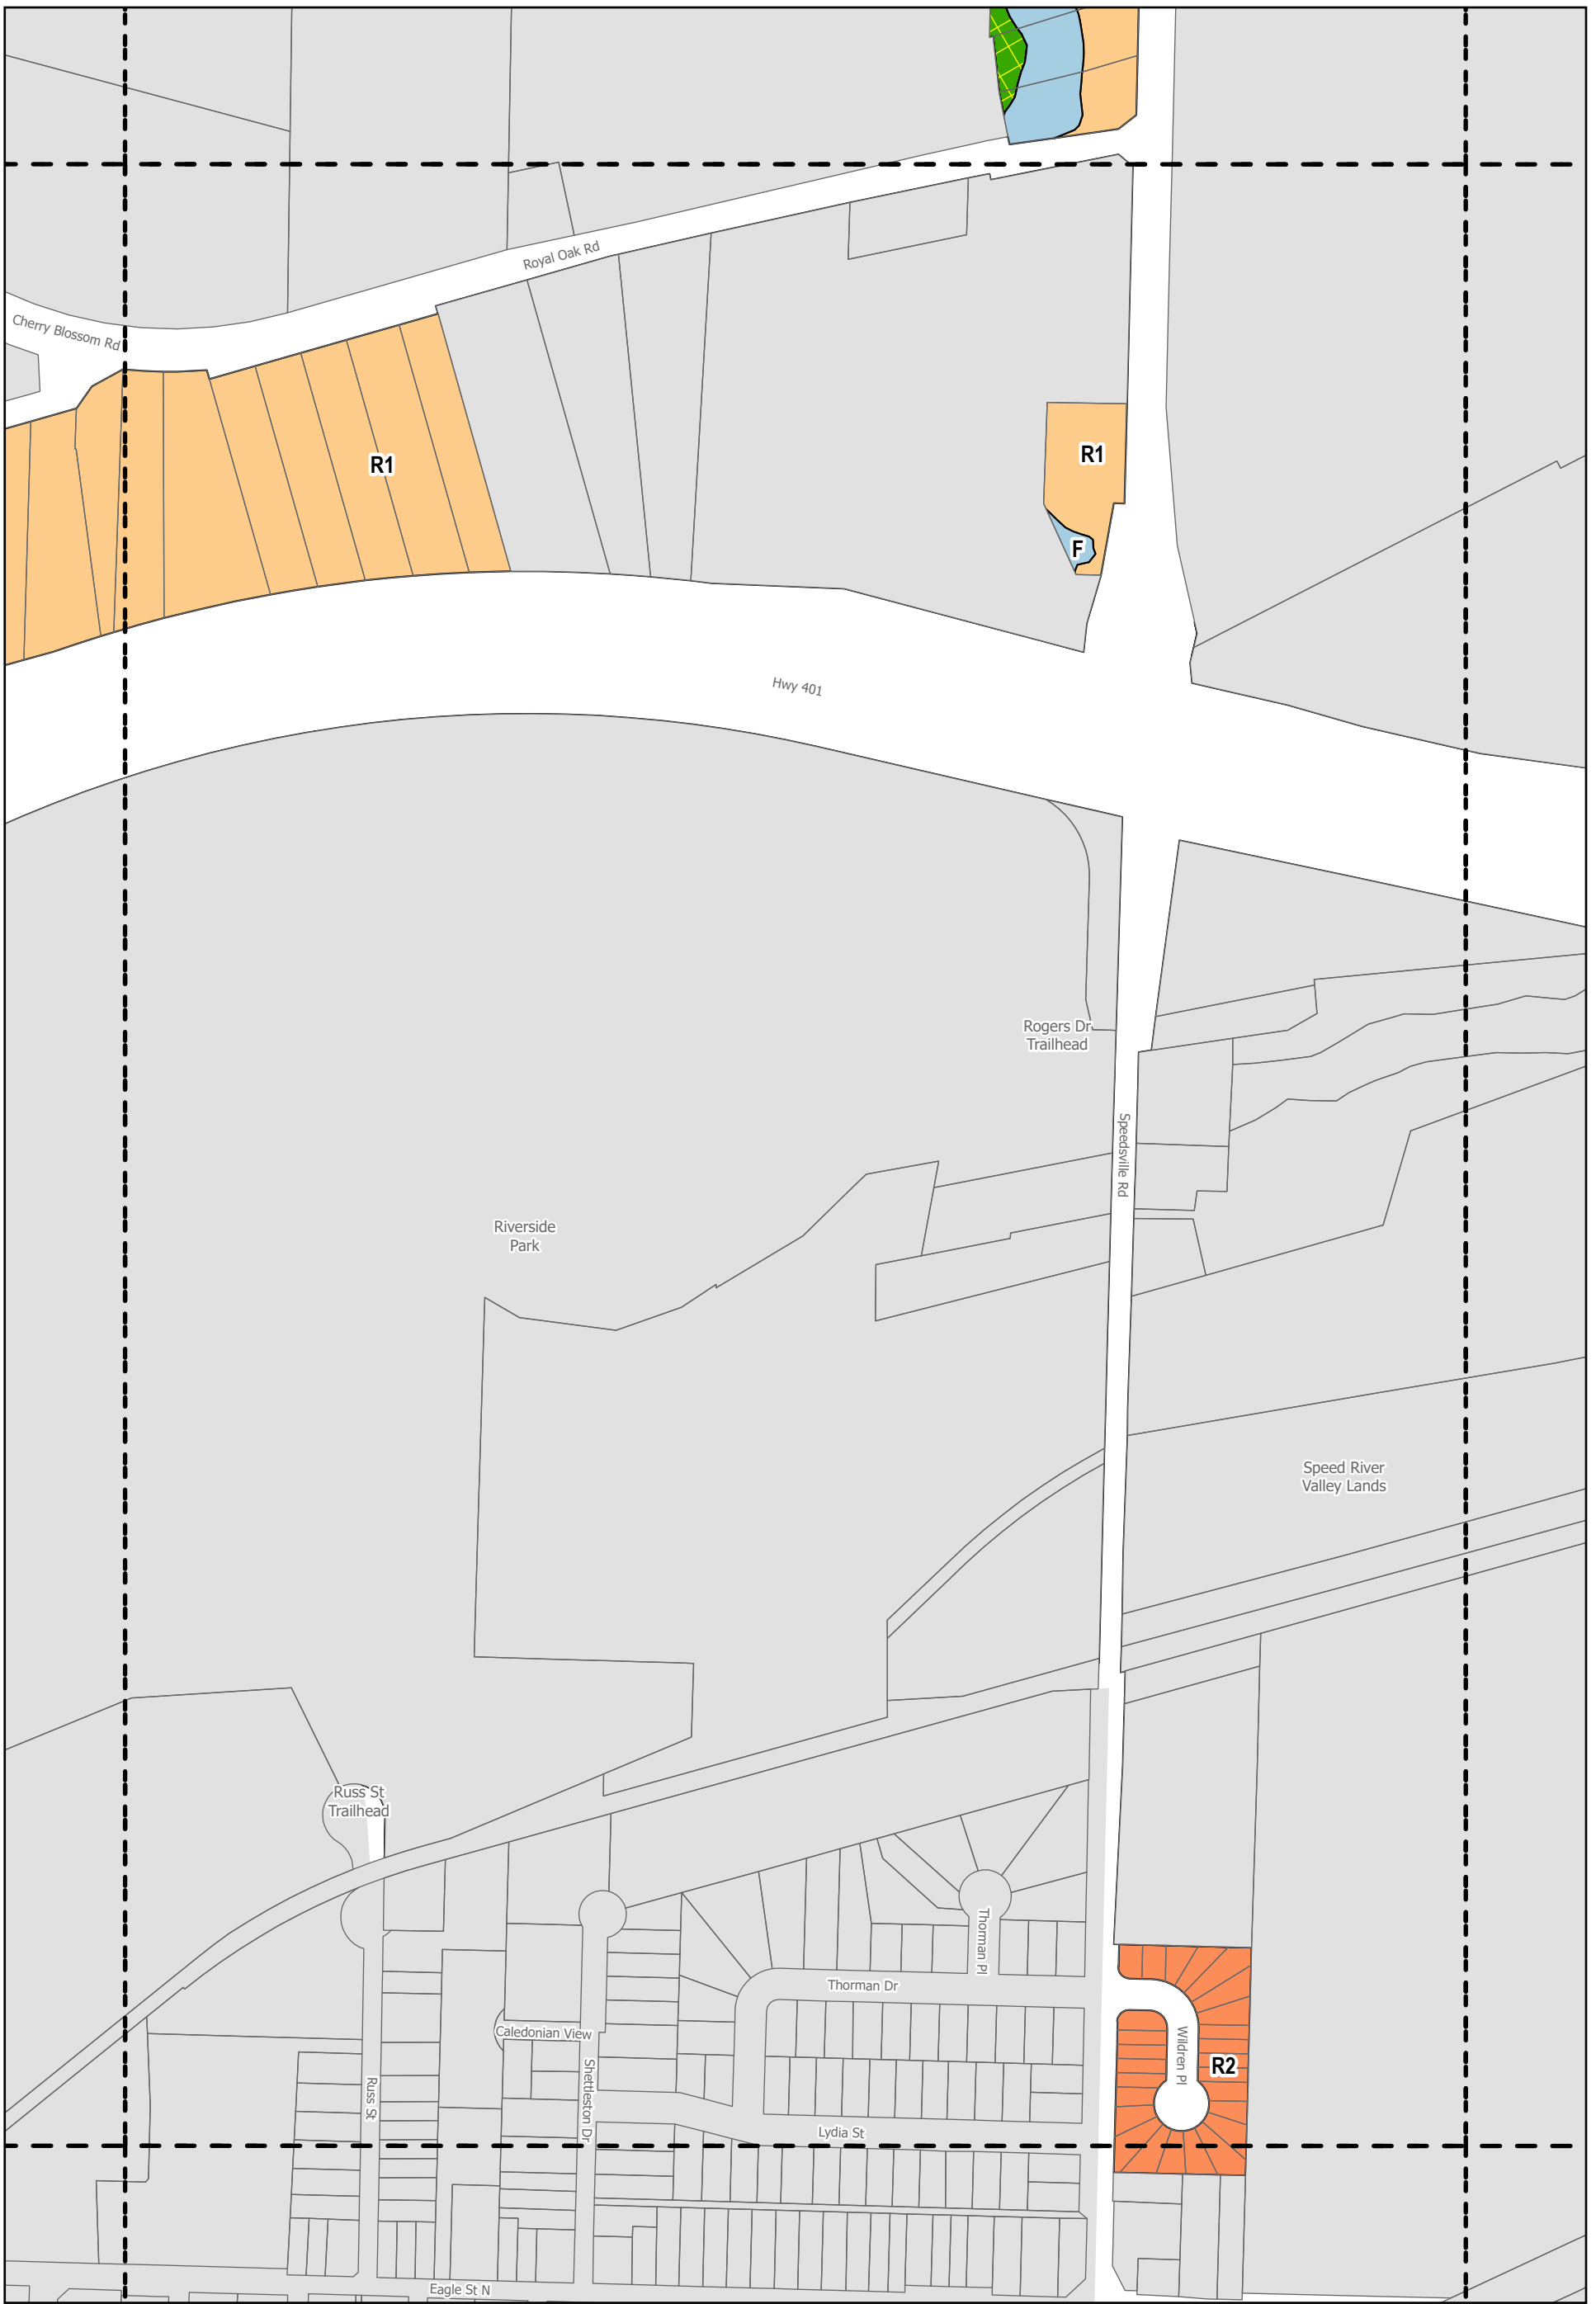 Royal Oak Rd
Cherry Blossom Rd
R1
R1
F
Hwy 401
Rogers Dr
Trailhead
Speedsville Rd
Riverside
Park
Speed River
Valley Lands
Russ St
Trailhead
Thorman Pl
Thorman Dr
Caledonian View
Wildren Pl
R2
Shettleston Dr
Russ St
Lydia St
Eagle St N